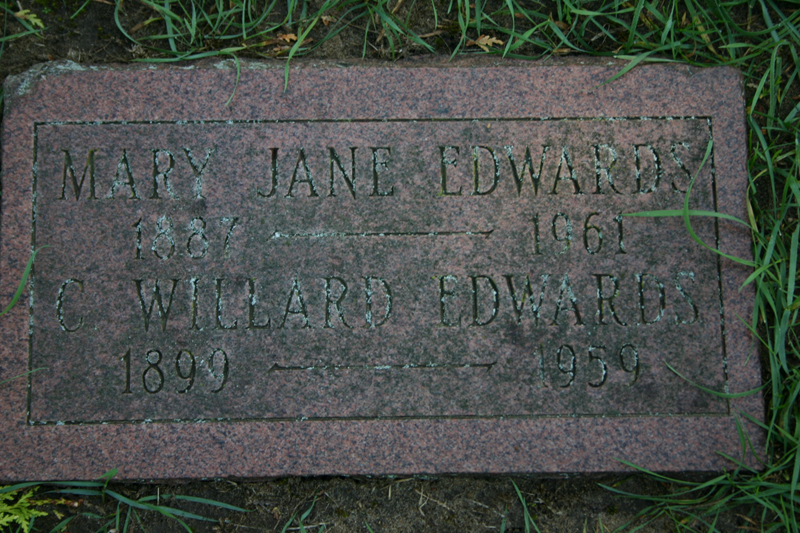 MARY JANE EDWARDS
1887 — 1961
C. WILLARD EDWARDS
1899 — 1959